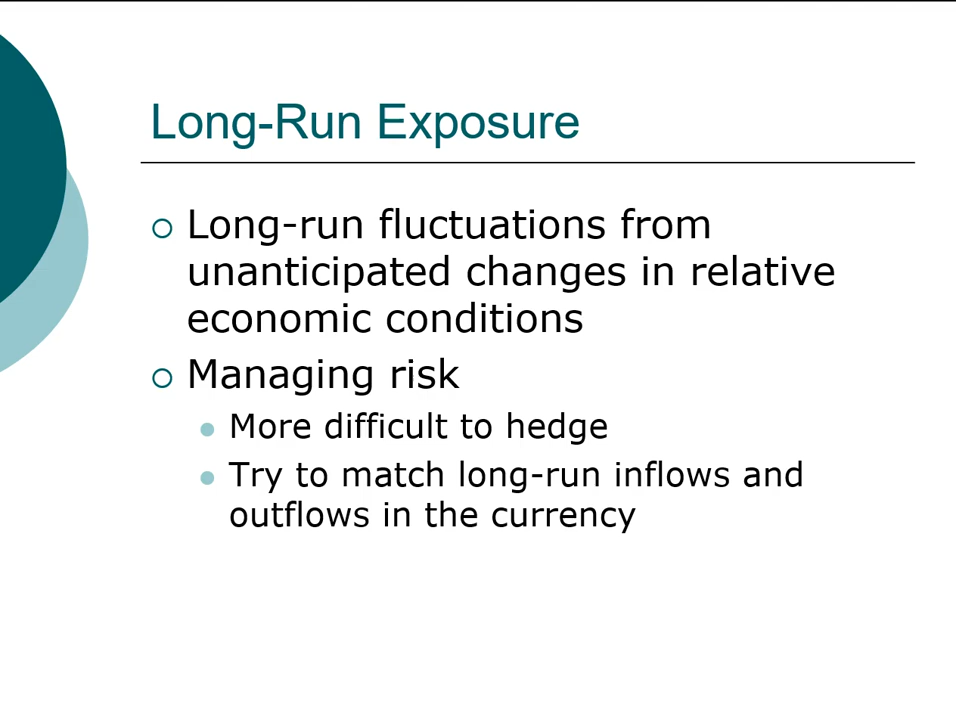 Long-Run Exposure
Long-run fluctuations from
unanticipated changes in relative
economic conditions
Managing risk
More difficult to hedge
Try to match long-run inflows and
outflows in the currency